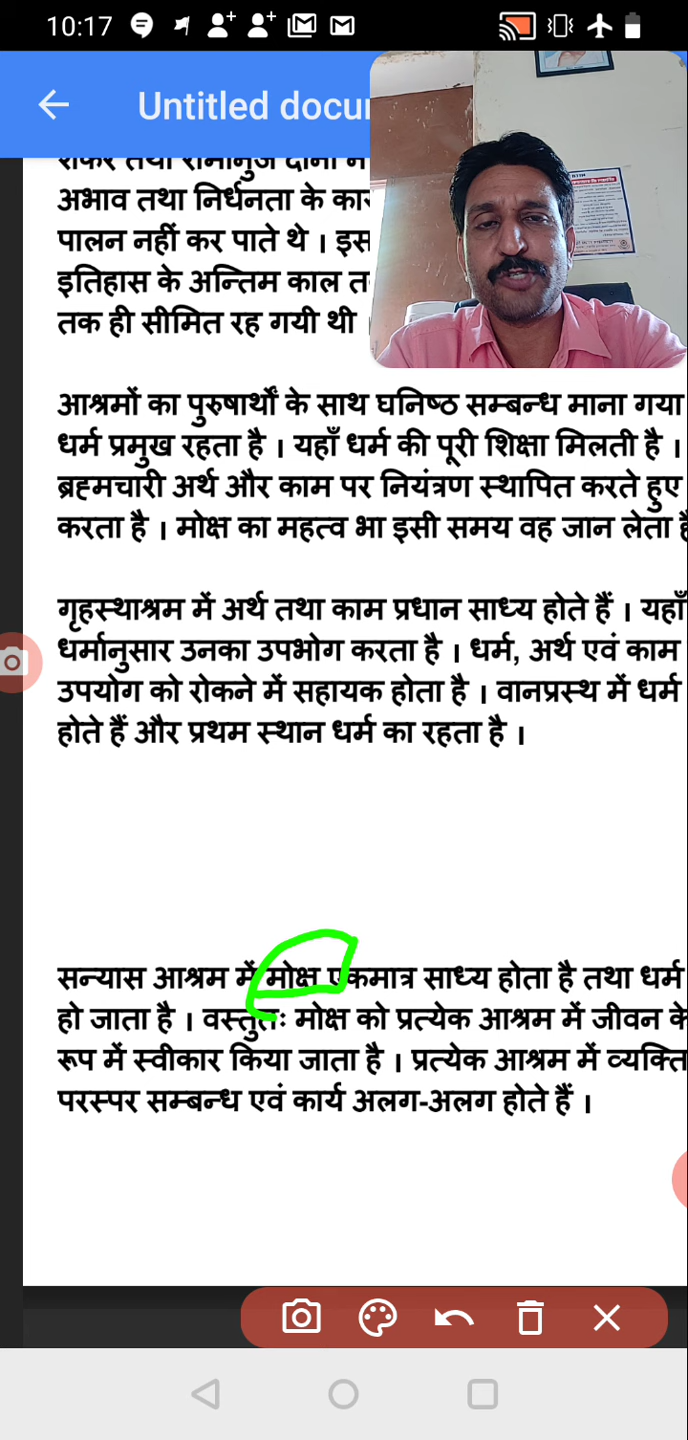 10:17
Untitled docu
शंकर तथा रामानुज दोनों न
अभाव तथा निर्धनता के कार
पालन नहीं कर पाते थे । इस
इतिहास के अन्तिम काल त
तक ही सीमित रह गयी थी ।
आश्रमों का पुरुषार्थों के साथ घनिष्ठ सम्बन्ध माना गया
धर्म प्रमुख रहता है । यहाँ धर्म की पूरी शिक्षा मिलती है ।
ब्रह्मचारी अर्थ और काम पर नियंत्रण स्थापित करते हुए
करता है । मोक्ष का महत्व भा इसी समय वह जान लेता है
गृहस्थाश्रम में अर्थ तथा काम प्रधान साध्य होते हैं । यहाँ
धर्मानुसार उनका उपभोग करता है । धर्म, अर्थ एवं काम
उपयोग को रोकने में सहायक होता है । वानप्रस्थ में धर्म
होते हैं और प्रथम स्थान धर्म का रहता है ।
सन्यास आश्रम में मोक्ष एकमात्र साध्य होता है तथा धर्म
हो जाता है । वस्तुतः मोक्ष को प्रत्येक आश्रम में जीवन के
रूप में स्वीकार किया जाता है । प्रत्येक आश्रम में व्यक्ति
परस्पर सम्बन्ध एवं कार्य अलग-अलग होते हैं ।